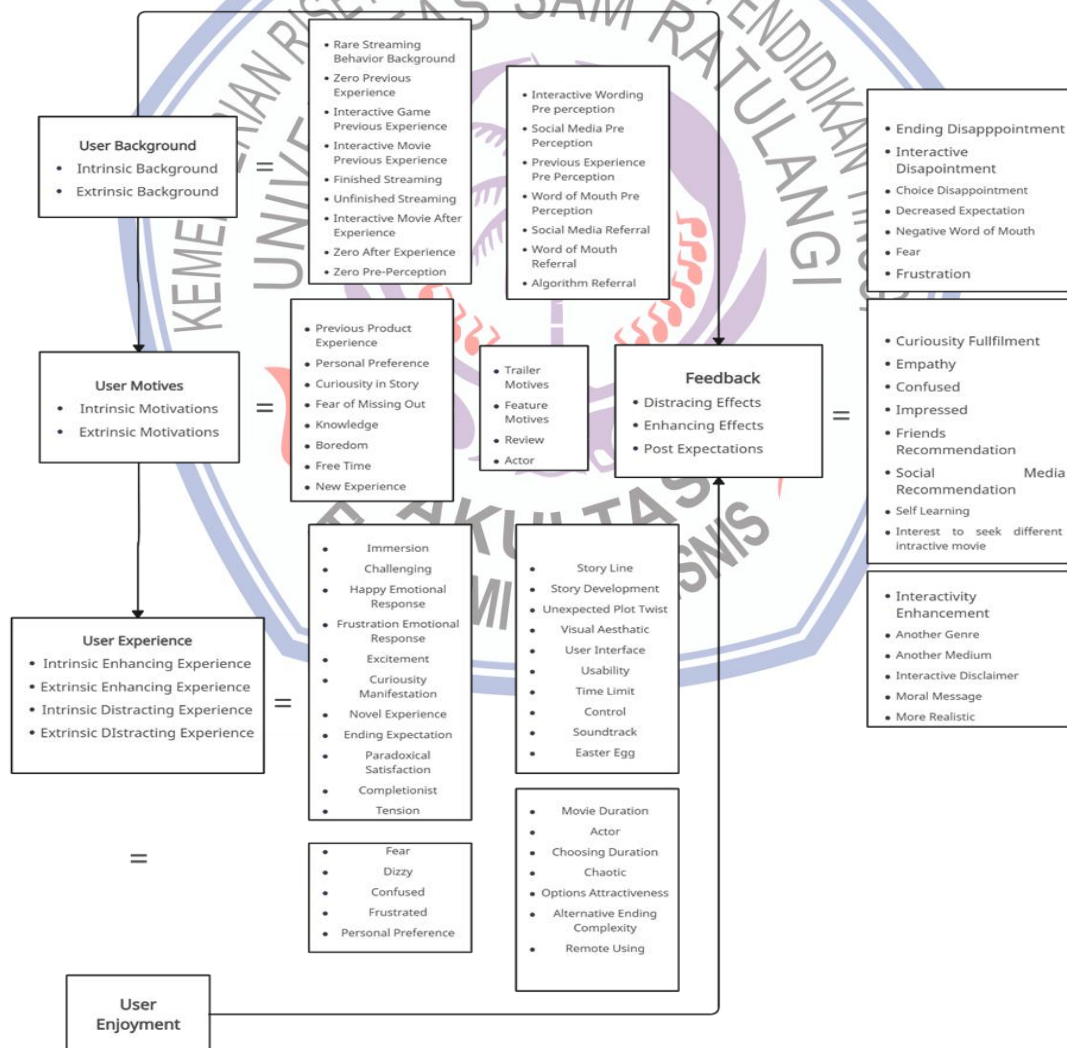 KEMENTERIAN RISET
PENDIDIKAN TINGGI
UNIVERSITAS SAM RATULANGI
FAKULTAS
BISNIS
User Background
• Intrinsic Background
• Extrinsic Background
=
• Rare Streaming
Behavior Background
• Zero Previous
Experience
• Interactive Game
Previous Experience
• Interactive Movie
Previous Experience
• Finished Streaming
• Unfinished Streaming
• Interactive Movie After
Experience
• Zero After Experience
• Zero Pre-Perception
• Interactive Wording
Pre perception
• Social Media Pre
Perception
• Previous Experience
Pre Perception
• Word of Mouth Pre
Perception
• Social Media Referral
• Word of Mouth
Referral
• Algorithm Referral
User Motives
• Intrinsic Motivations
• Extrinsic Motivations
=
• Previous Product
Experience
• Personal Preference
• Curiousity in Story
• Fear of Missing Out
• Knowledge
• Boredom
• Free Time
• New Experience
• Trailer
Motives
• Feature
Motives
• Review
• Actor
Feedback
• Distracing Effects
• Enhancing Effects
• Post Expectations
=
• Ending Disapppointment
• Interactive
Disapointment
• Choice Disappointment
• Decreased Expectation
• Negative Word of Mouth
• Fear
• Frustration
• Curiousity Fullfilment
• Empathy
• Confused
• Impressed
• Friends
Recommendation
• Social Media
Recommendation
• Self Learning
• Interest to seek different
intractive movie
• Interactivity
Enhancement
• Another Genre
• Another Medium
• Interactive Disclaimer
• Moral Message
• More Realistic
User Experience
• Intrinsic Enhancing Experience
• Extrinsic Enhancing Experience
• Intrinsic Distracting Experience
• Extrinsic DIstracting Experience
=
• Immersion
• Challenging
• Happy Emotional
Response
• Frustration Emotional
Response
• Excitement
• Curiousity
Manifestation
• Novel Experience
• Ending Expectation
• Paradoxical
Satisfaction
• Completionist
• Tension
• Story Line
• Story Development
• Unexpected Plot Twist
• Visual Aesthatic
• User Interface
• Usability
• Time Limit
• Control
• Soundtrack
• Easter Egg
• Fear
• Dizzy
• Confused
• Frustrated
• Personal Preference
• Movie Duration
• Actor
• Choosing Duration
• Chaotic
• Options Attractiveness
• Alternative Ending
Complexity
• Remote Using
=
User
Enjoyment